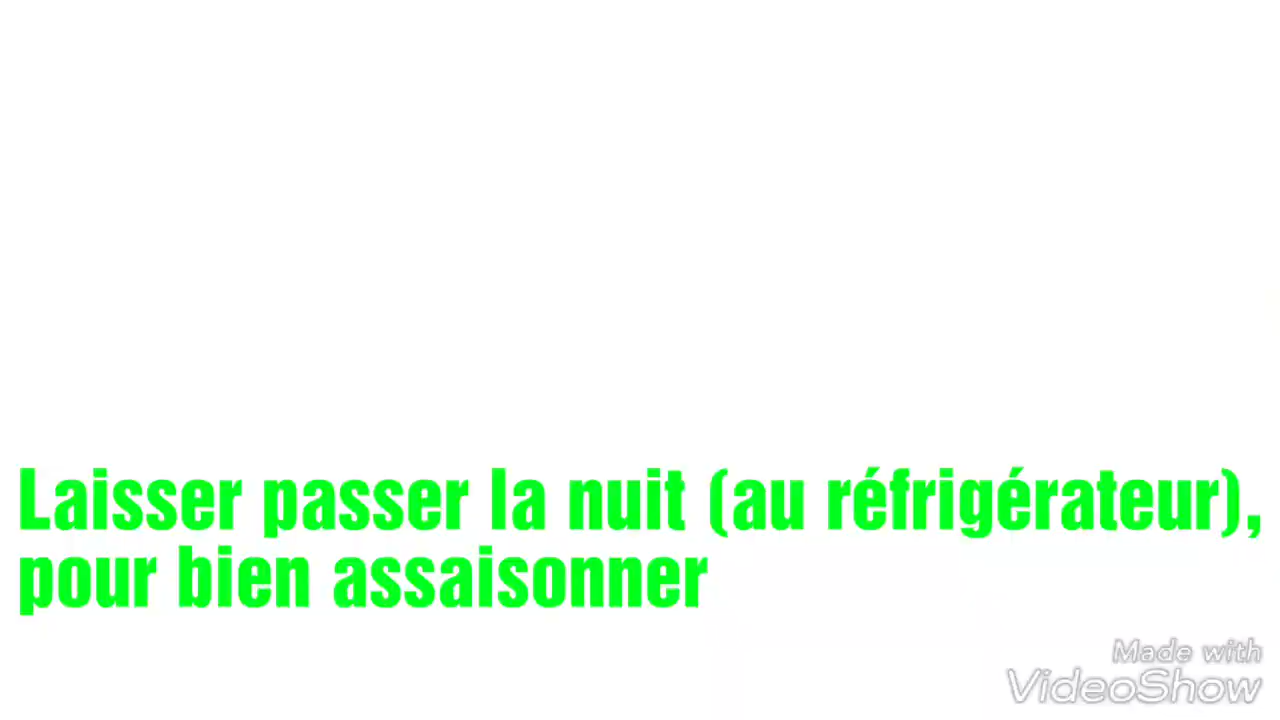 Laisser passer la nuit (au réfrigérateur),
pour bien assaisonner
Made with
VideoShow